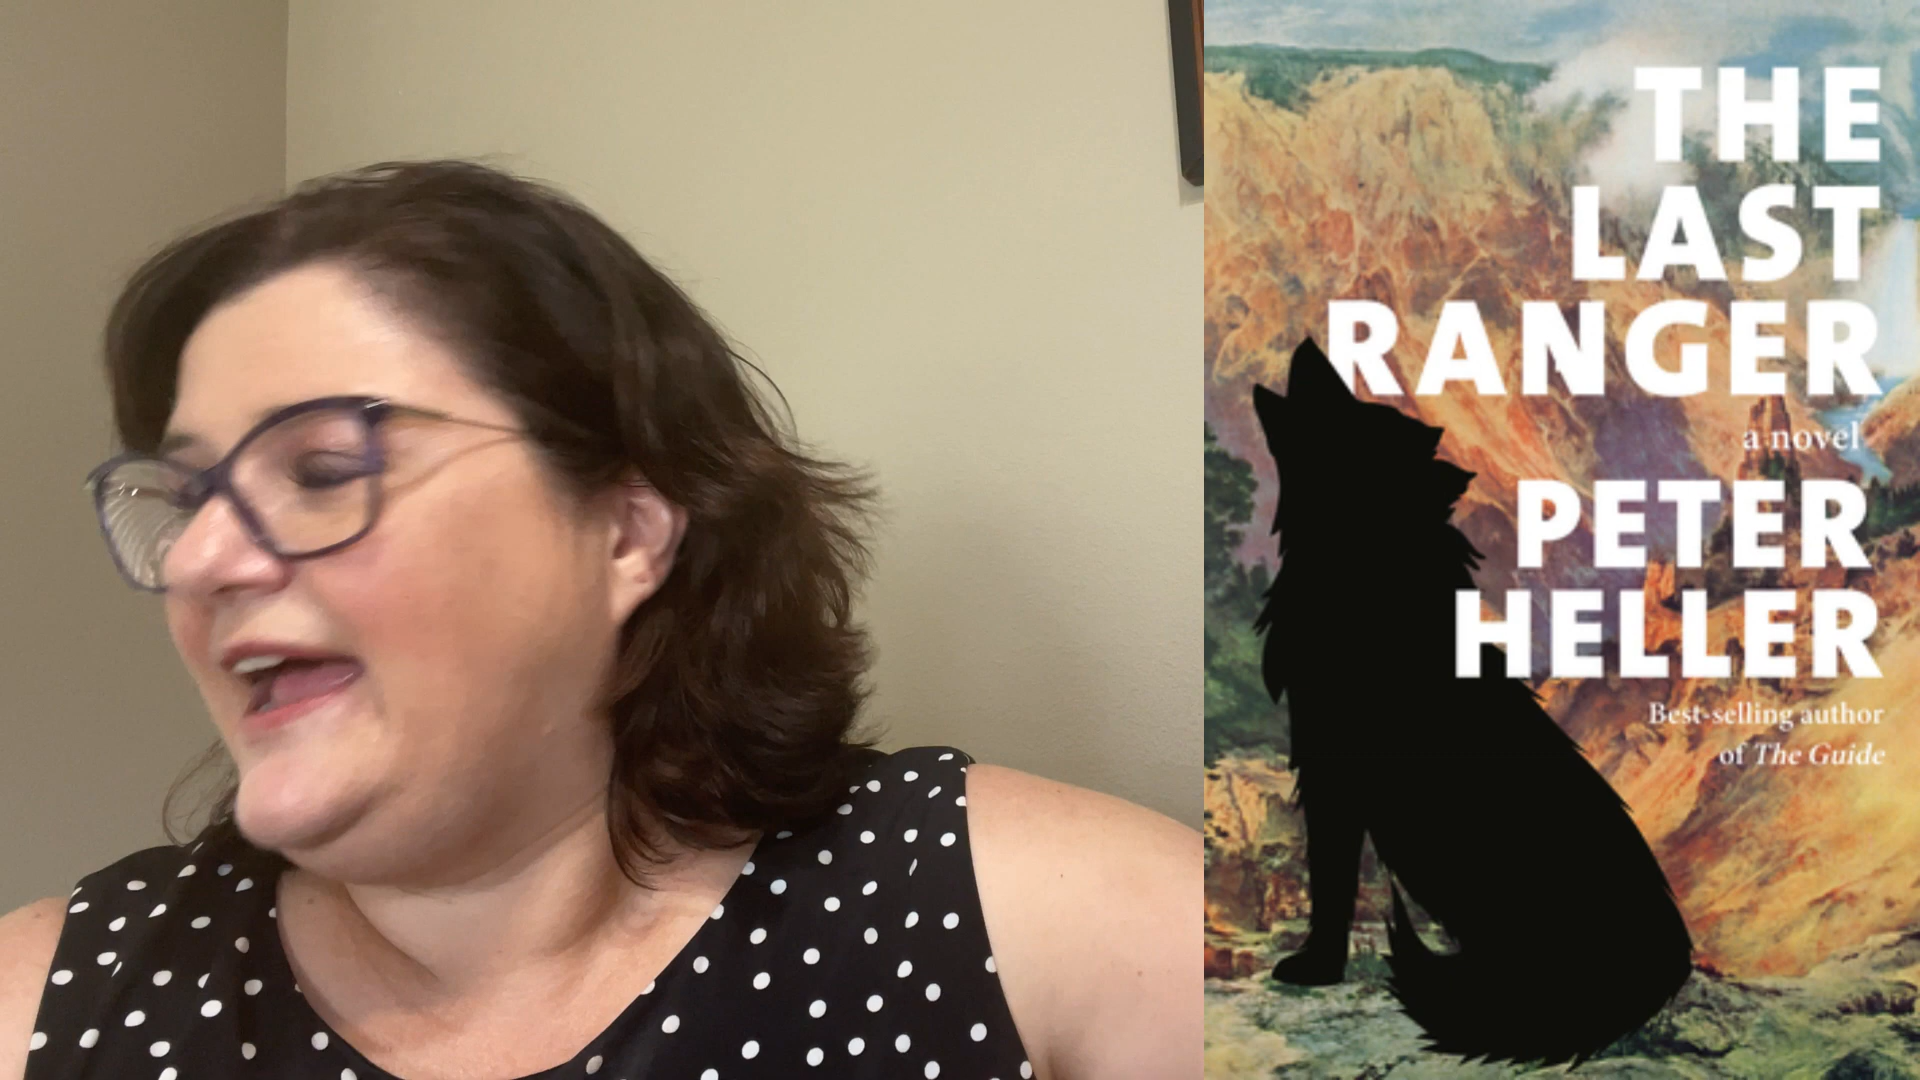 THE
LAST
RANGER
a novel
PETER
HELLER
Best-selling author
of The Guide